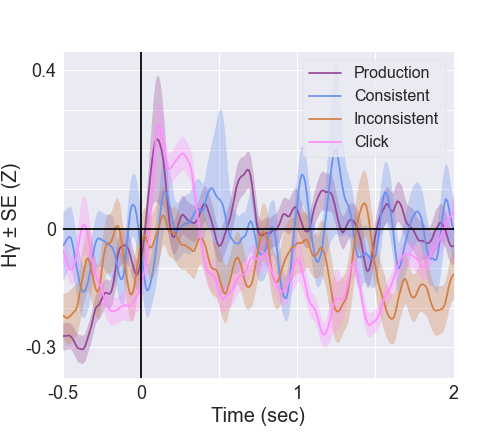 Hγ ± SE (Z)
0.4
0
-0.3
Production
Consistent
Inconsistent
Click
-0.5 0 1 2
Time (sec)